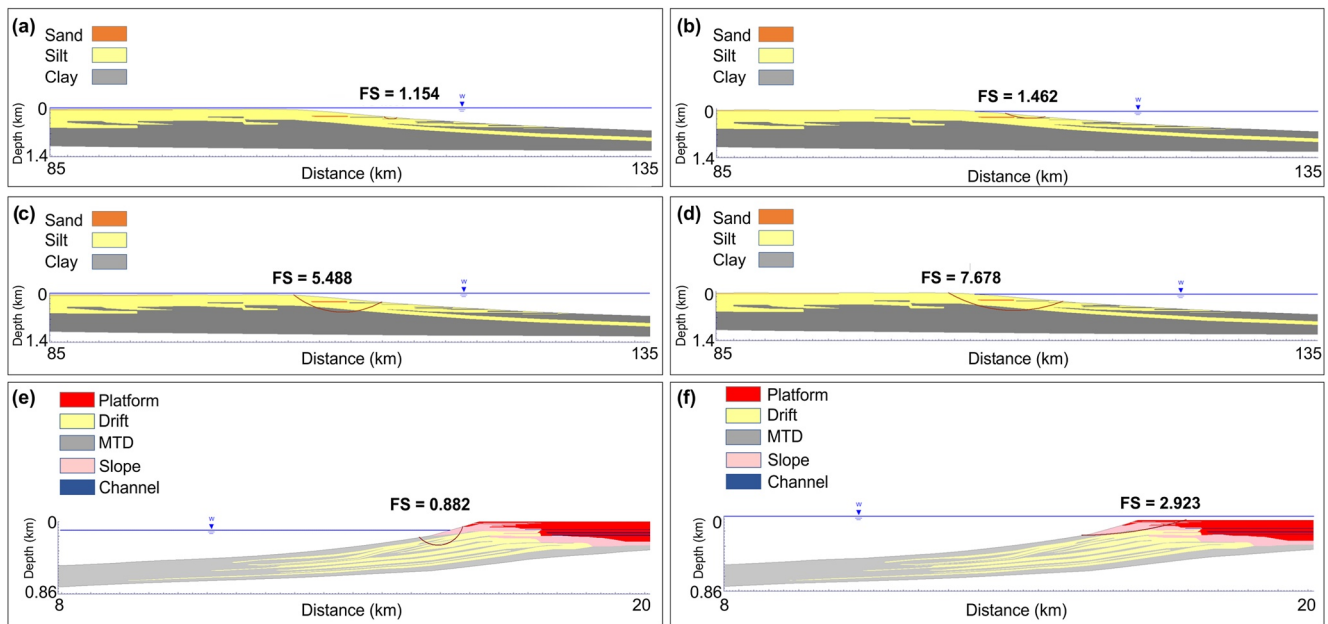 (a)
Sand
Silt
Clay
FS = 1.154
w
0
Depth (km)
1.4
85
135
Distance (km)
(b)
Sand
Silt
Clay
FS = 1.462
w
0
Depth (km)
1.4
85
135
Distance (km)
(c)
Sand
Silt
Clay
FS = 5.488
w
0
Depth (km)
1.4
85
135
Distance (km)
(d)
Sand
Silt
Clay
FS = 7.678
w
0
Depth (km)
1.4
85
135
Distance (km)
(e)
Platform
Drift
MTD
Slope
Channel
FS = 0.882
w
0
Depth (km)
0.86
8
20
Distance (km)
(f)
Platform
Drift
MTD
Slope
Channel
FS = 2.923
w
0
Depth (km)
0.86
8
20
Distance (km)